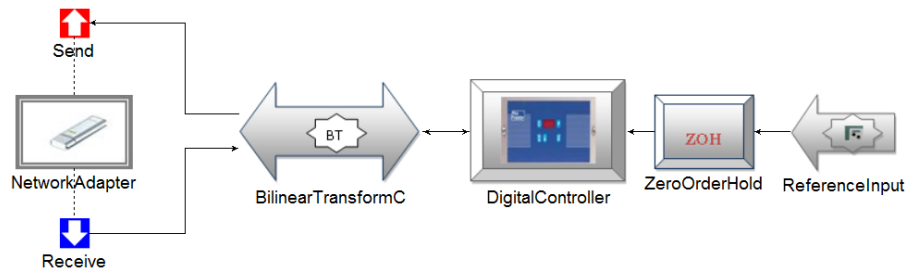 Send
NetworkAdapter
Receive
BT
BilinearTransformC
DigitalController
ZOH
ZeroOrderHold
ReferenceInput